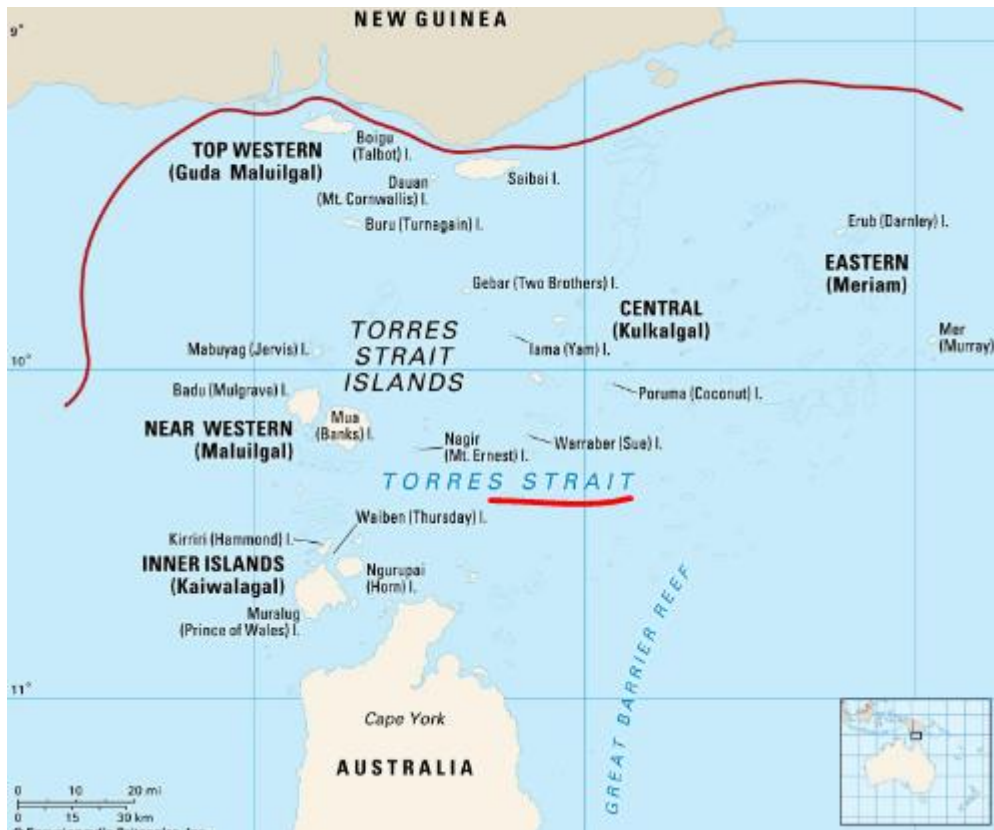 NEW GUINEA
9°
TOP WESTERN
(Guda Maluilgal)
Boigu
(Talbot) I.
Dauan
(Mt. Cornwallis) I.
Saibai I.
Buru (Turnagain) I.
Erub (Darnley) I.
EASTERN
(Meriam)
Gebar (Two Brothers) I.
CENTRAL
(Kulkalgal)
TORRES
STRAIT
ISLANDS
Mabuyag (Jervis) I.
Iama (Yam) I.
Mer
(Murray)
10°
Badu (Mulgrave) I.
Poruma (Coconut) I.
Mua
(Banks) I.
NEAR WESTERN
(Maluilgal)
Nagir
(Mt. Ernest) I.
Warraber (Sue) I.
TORRES STRAIT
Waiben (Thursday) I.
Kirriri (Hammond) I.
INNER ISLANDS
(Kaiwalagal)
Ngurupai
(Horn) I.
Muralug
(Prince of Wales) I.
GREAT BARRIER REEF
11°
Cape York
AUSTRALIA
0 10 20 mi
0 15 30 km